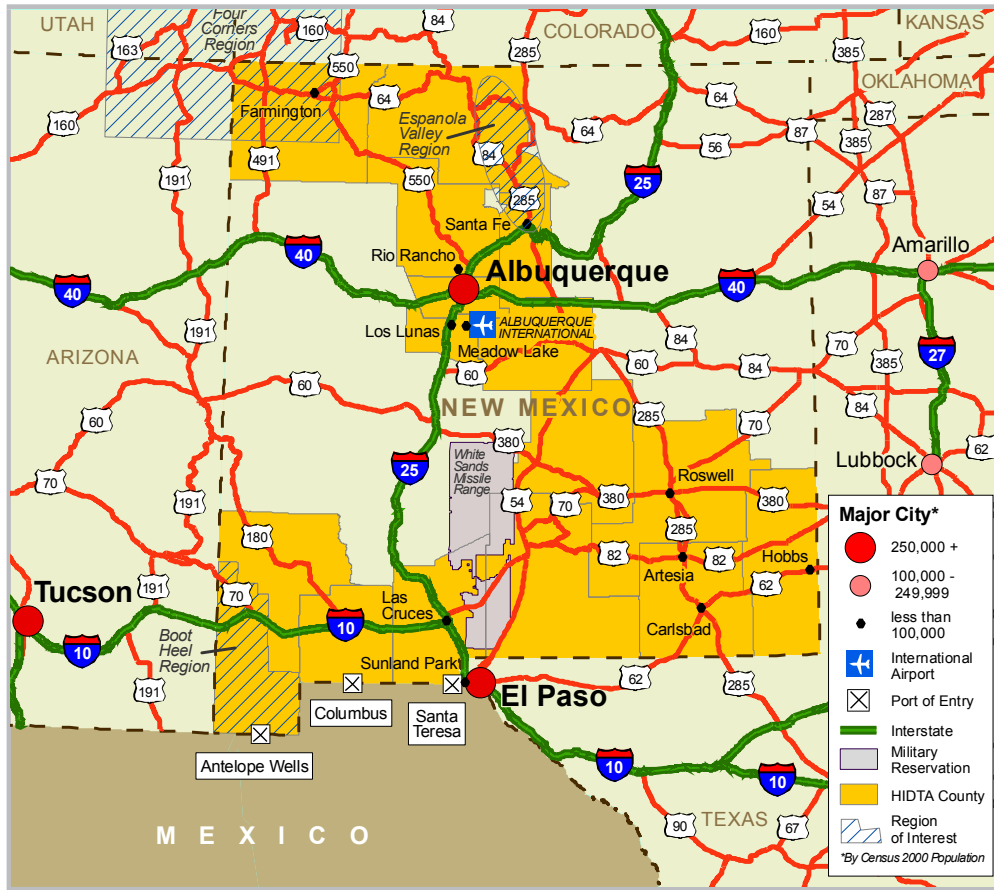 UTAH
Four
Corners
Region
COLORADO
KANSAS
160
84
285
160
385
163
550
OKLAHOMA
Farmington
64
64
287
160
Espanola
Valley
Region
64
87
385
84
56
491
191
550
25
87
285
54
Santa Fe
40
Amarillo
Rio Rancho
Albuquerque
40
40
191
Los Lunas
ALBUQUERQUE
INTERNATIONAL
84
70
Meadow Lake
27
ARIZONA
60
60
84
385
60
NEW MEXICO
84
285
60
70
380
62
25
White
Sands
Missile
Range
Lubbock
70
Roswell
54
70
380
380
191
285
180
82
82
Hobbs
Artesia
62
Tucson
191
70
Las
Cruces
Carlsbad
10
10
Boot
Heel
Region
Sunland Park
62
285
191
El Paso
Columbus
Santa
Teresa
Antelope Wells
10
10
MEXICO
TEXAS
90
67
Major City*
250,000 +
100,000 -
249,999
less than
100,000
International
Airport
Port of Entry
Interstate
Military
Reservation
HIDTA County
Region
of Interest
*By Census 2000 Population